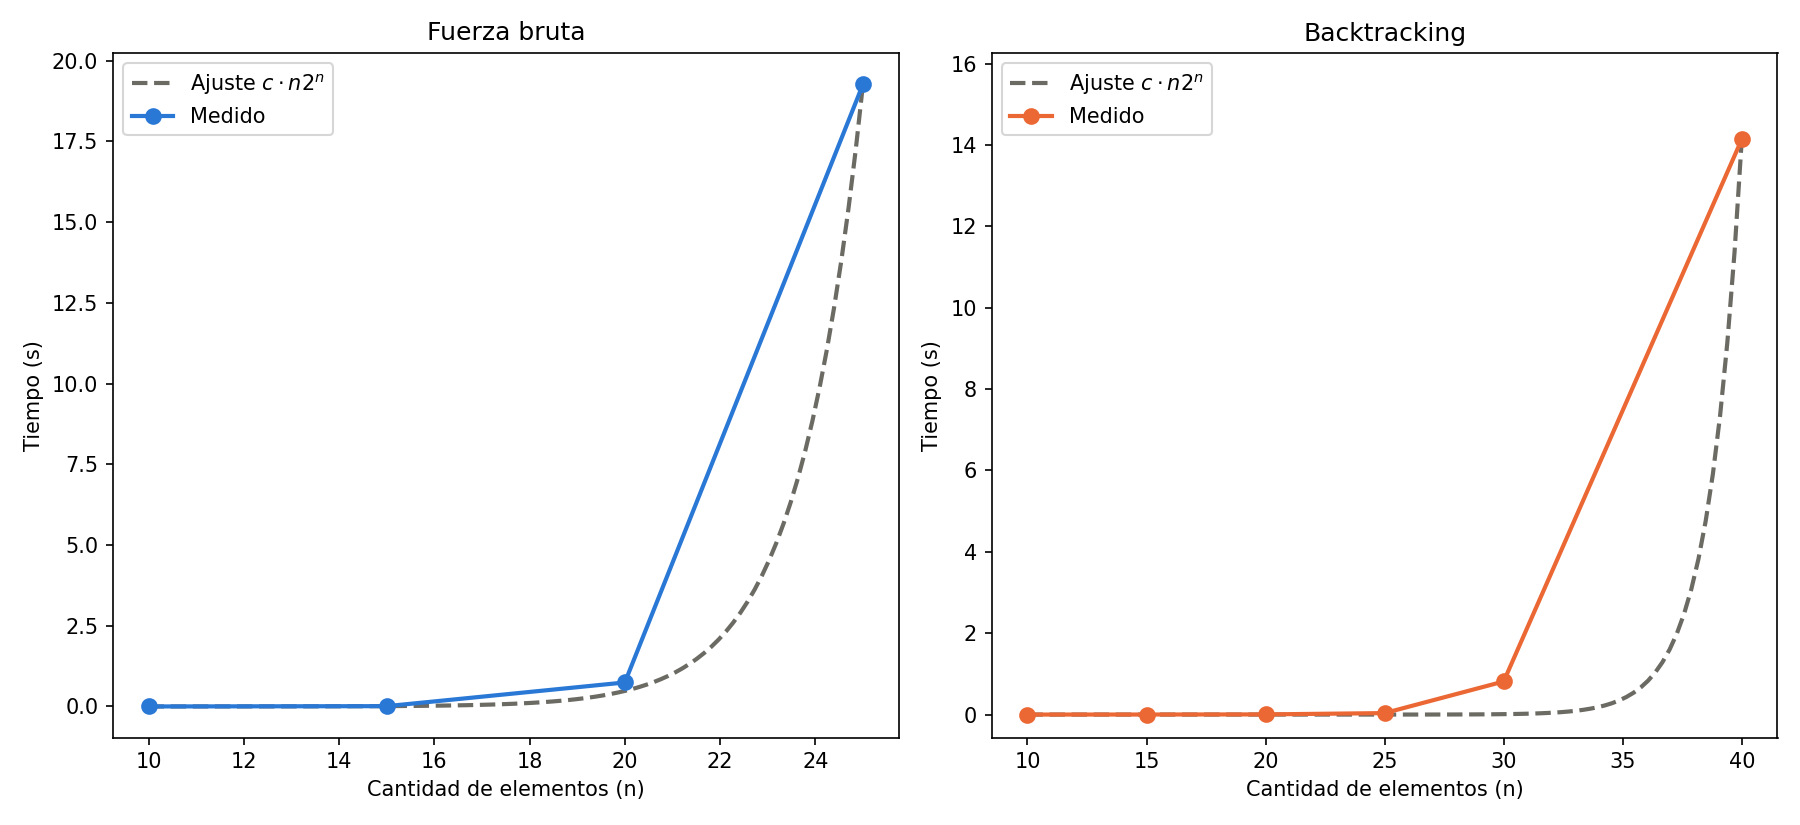 Fuerza bruta
Ajuste c · n2ⁿ
Medido
20.0
17.5
15.0
12.5
10.0
7.5
5.0
2.5
0.0
Tiempo (s)
10 12 14 16 18 20 22 24
Cantidad de elementos (n)
Backtracking
Ajuste c · n2ⁿ
Medido
16
14
12
10
8
6
4
2
0
Tiempo (s)
10 15 20 25 30 35 40
Cantidad de elementos (n)